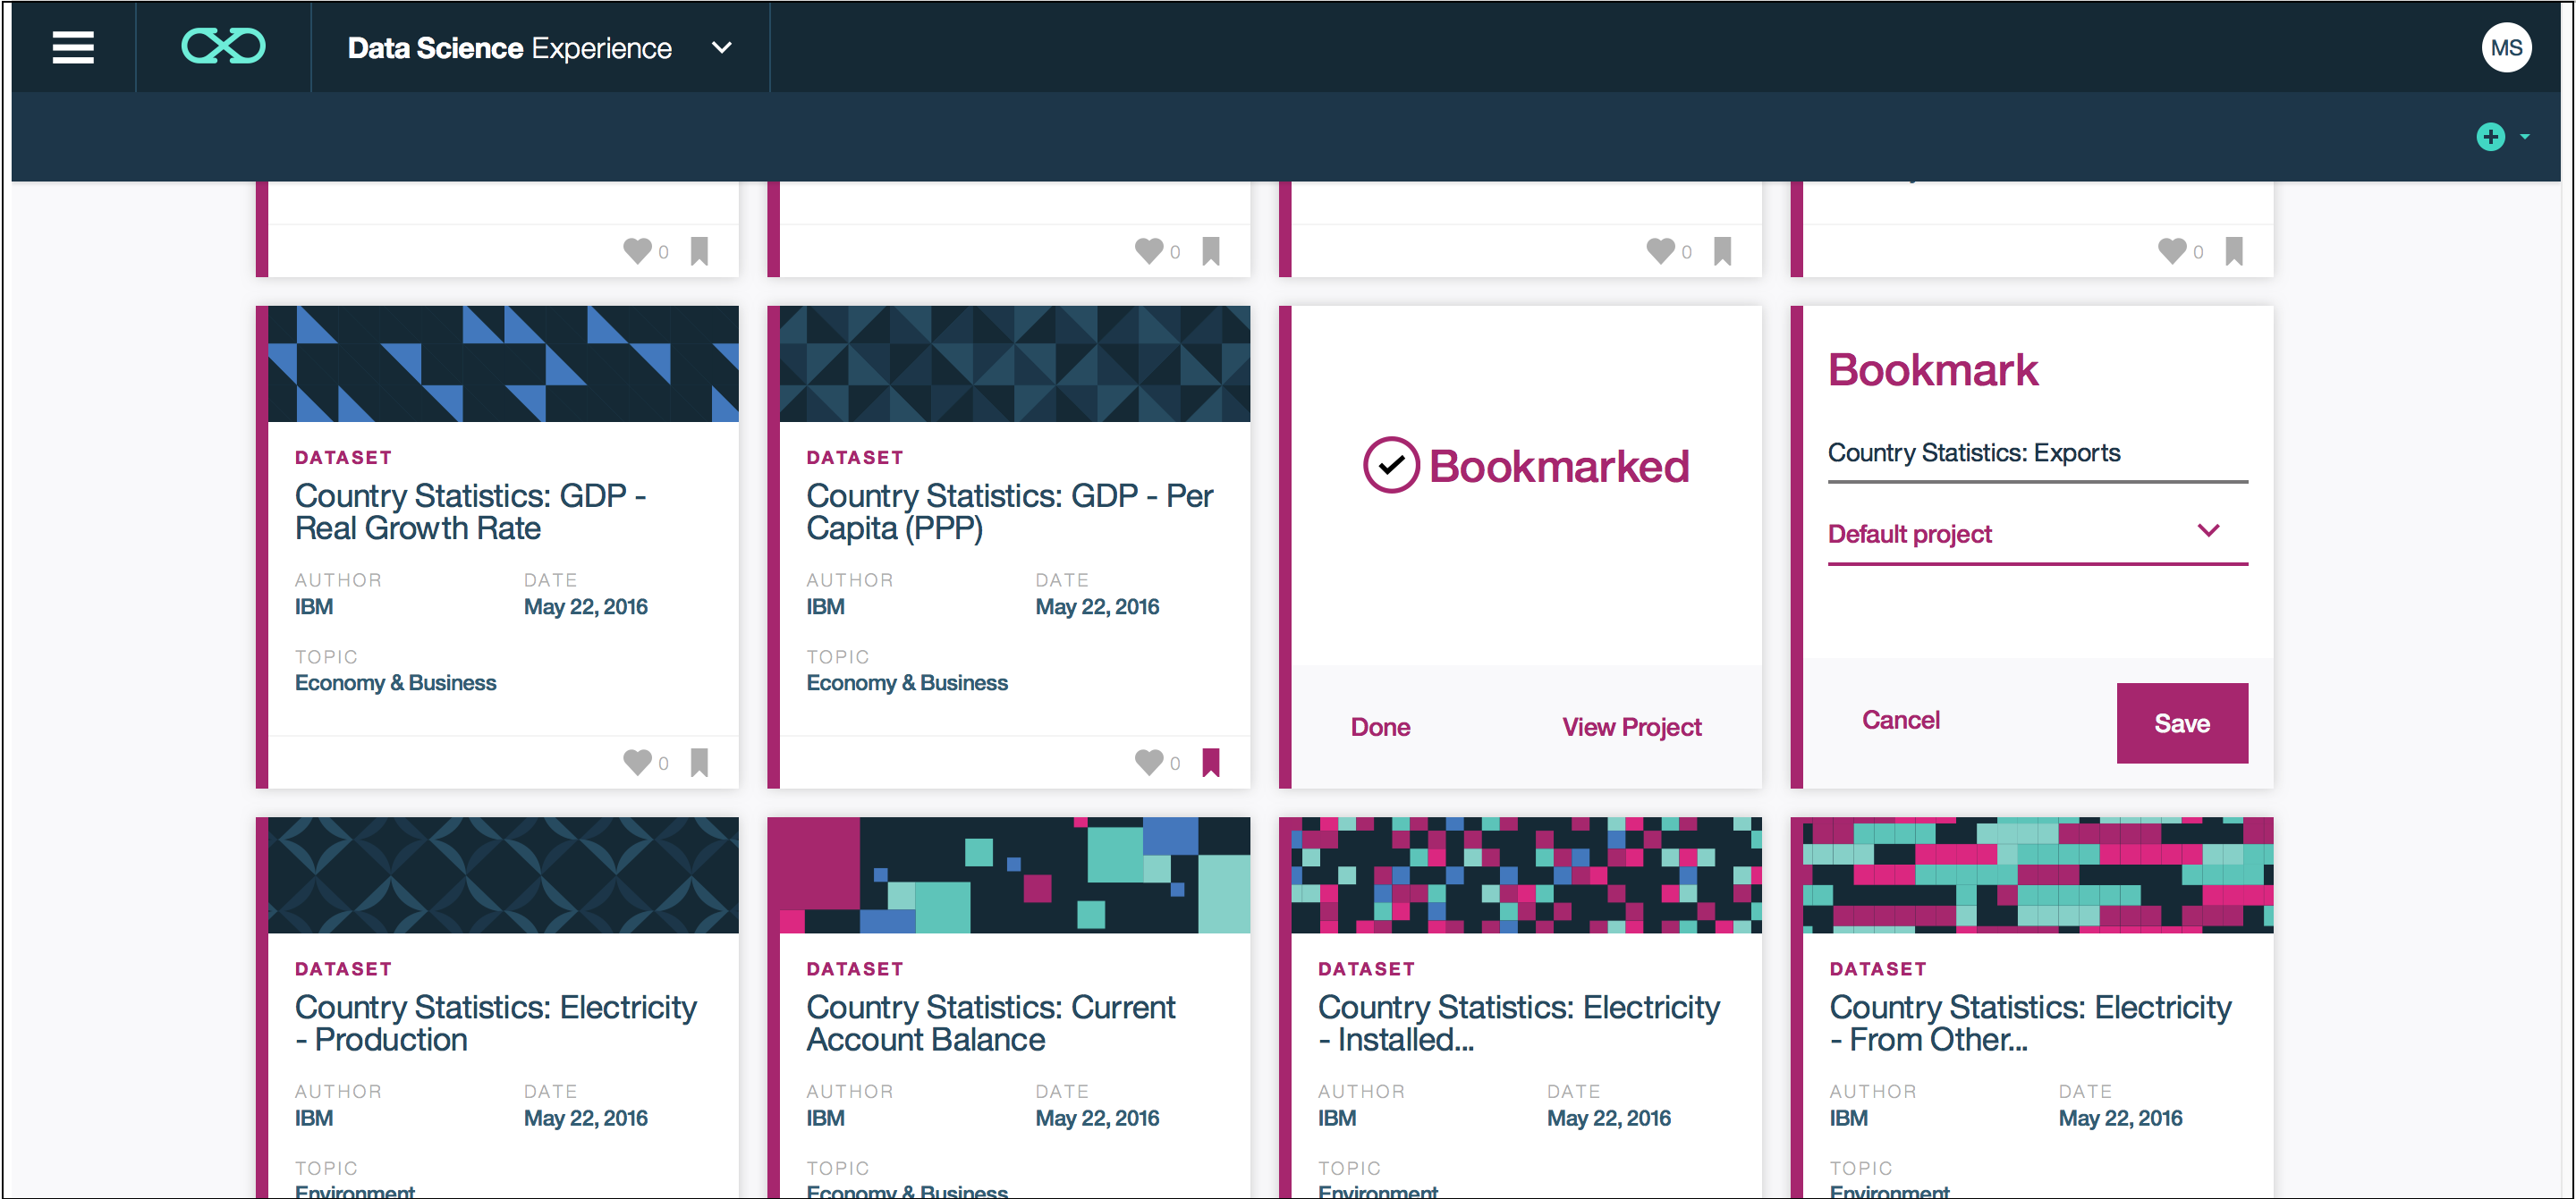 Data Science Experience
MS
0
0
0
0
DATASET
Country Statistics: GDP -
Real Growth Rate
AUTHOR DATE
IBM May 22, 2016
TOPIC
Economy & Business
0
DATASET
Country Statistics: GDP - Per
Capita (PPP)
AUTHOR DATE
IBM May 22, 2016
TOPIC
Economy & Business
0
Bookmarked
Done View Project
Bookmark
Country Statistics: Exports
Default project
Cancel Save
DATASET
Country Statistics: Electricity
- Production
AUTHOR DATE
IBM May 22, 2016
TOPIC
Environment
DATASET
Country Statistics: Current
Account Balance
AUTHOR DATE
IBM May 22, 2016
TOPIC
Economy & Business
DATASET
Country Statistics: Electricity
- Installed...
AUTHOR DATE
IBM May 22, 2016
TOPIC
Environment
DATASET
Country Statistics: Electricity
- From Other...
AUTHOR DATE
IBM May 22, 2016
TOPIC
Environment